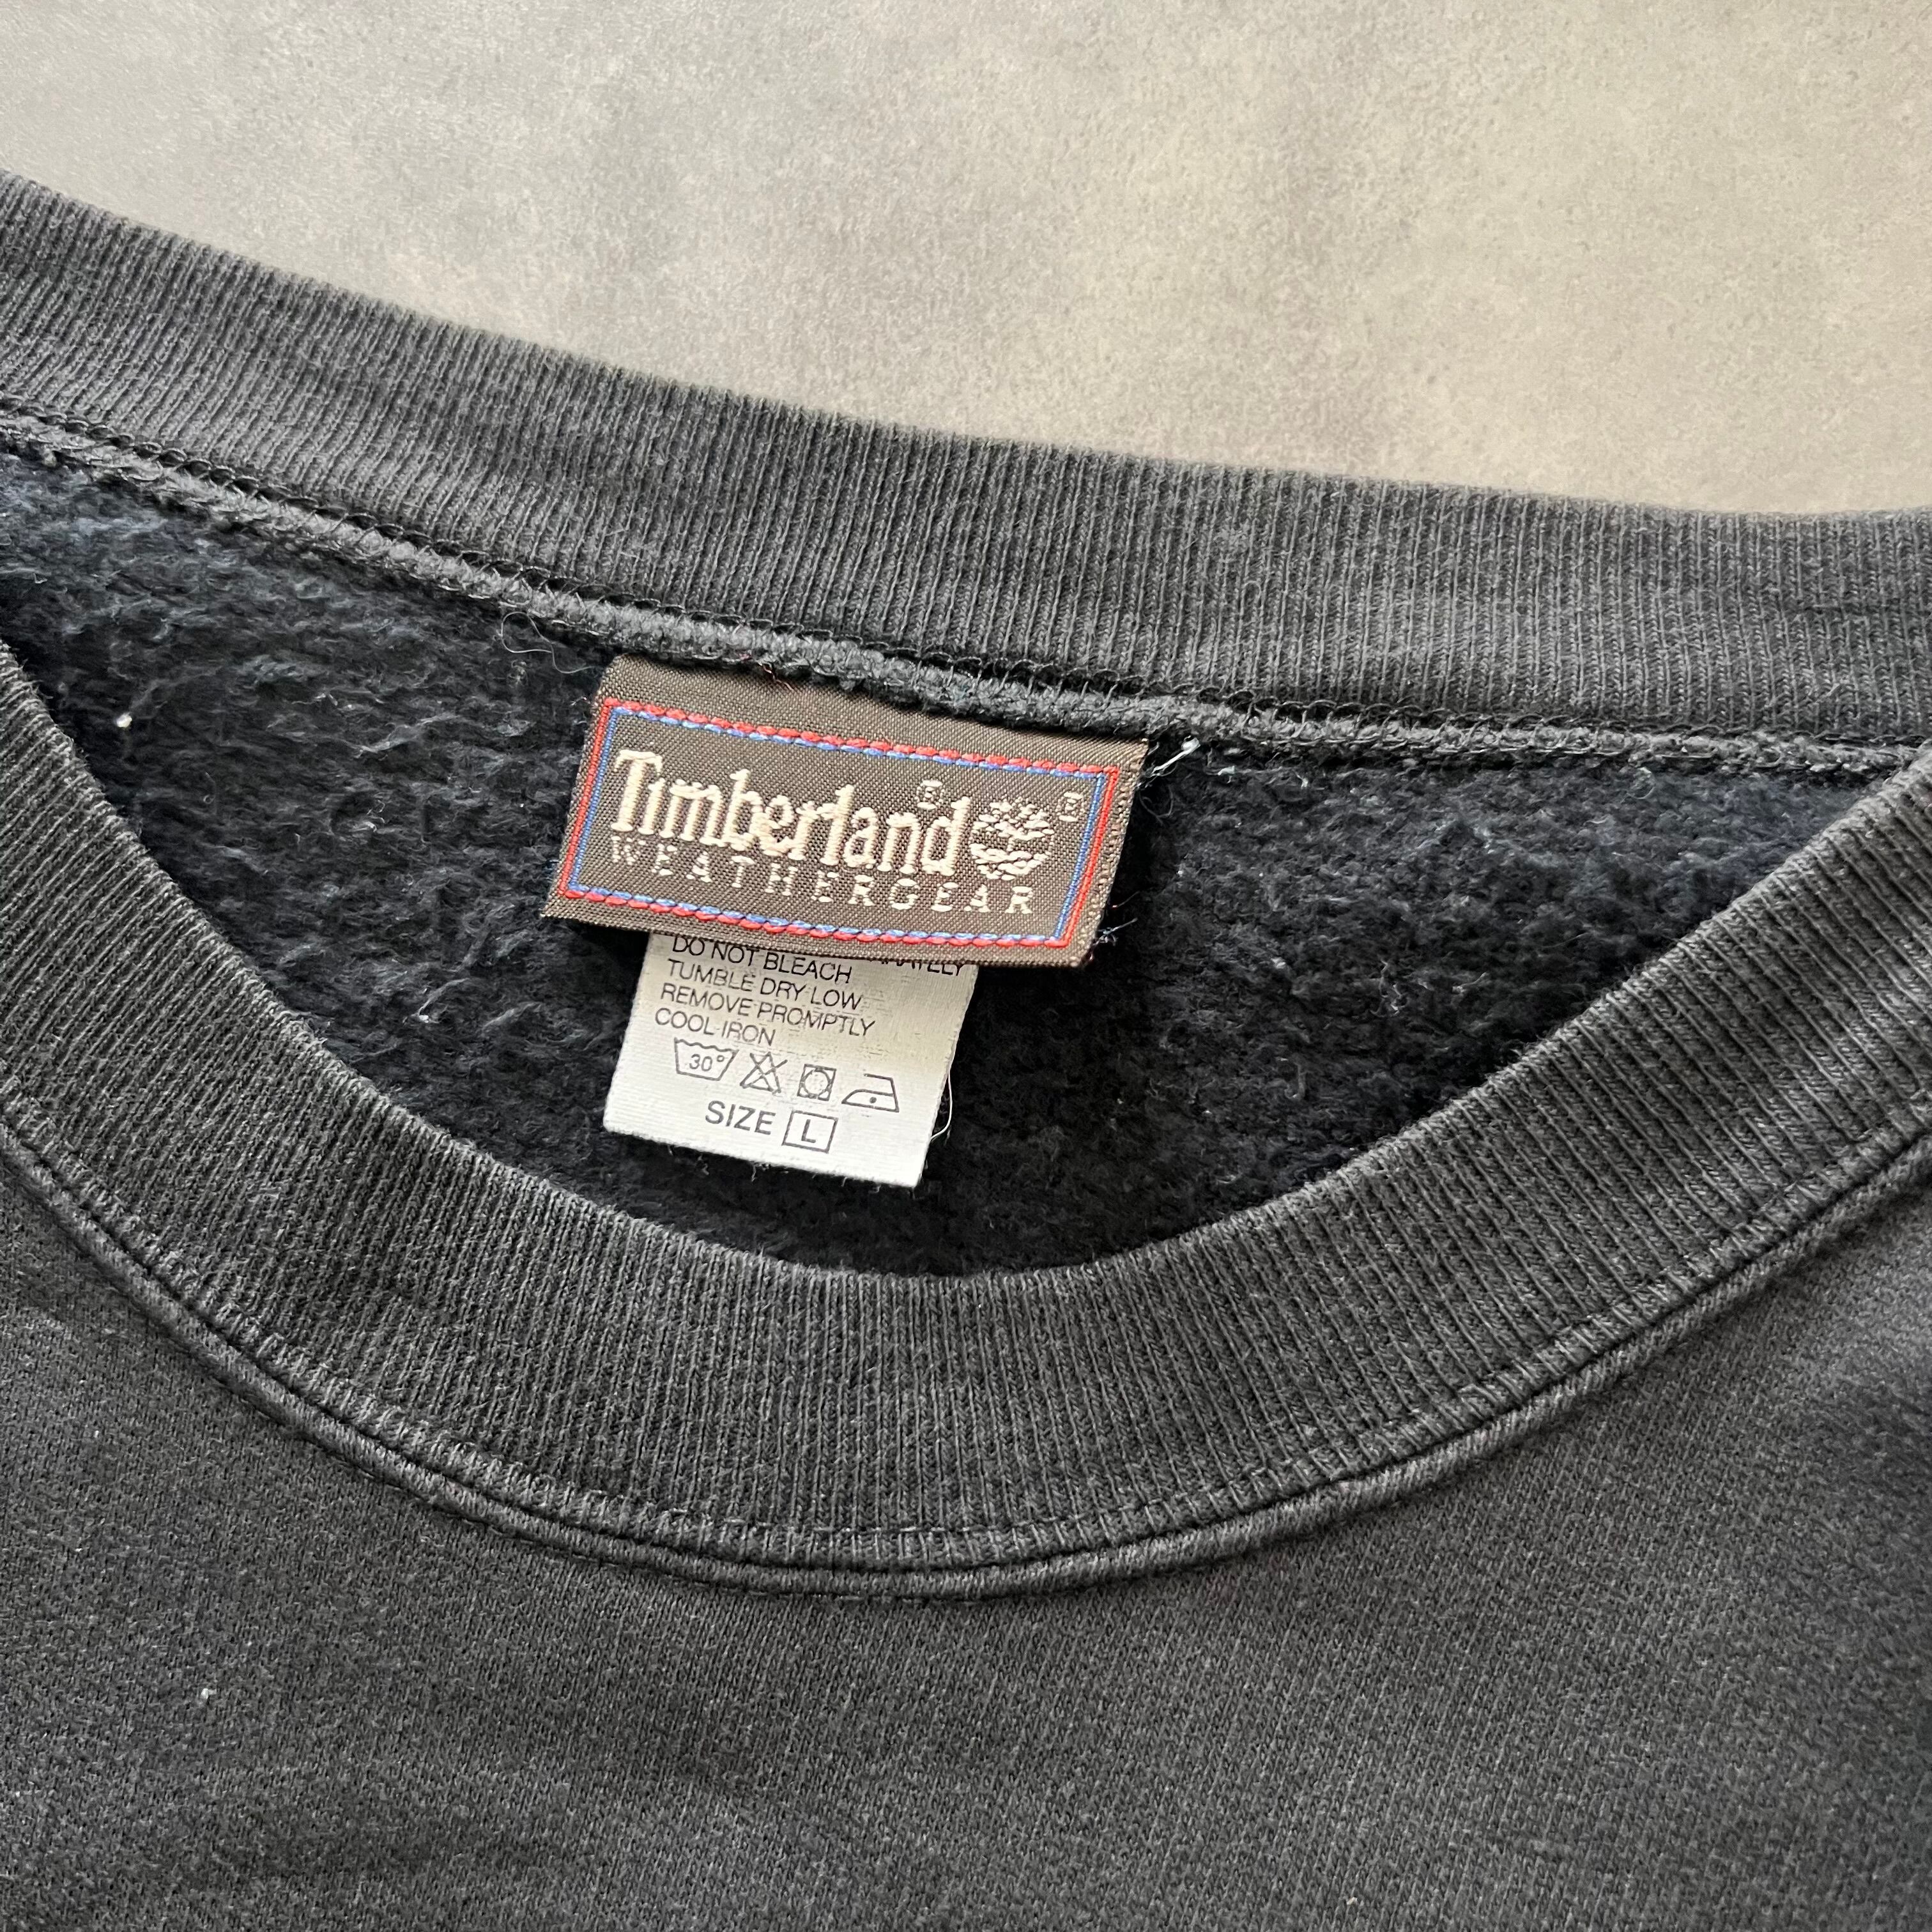 Timberland ®
WEATHERGEAR
DO NOT BLEACH
TUMBLE DRY LOW
REMOVE PROMPTLY
COOL IRON
30°
SIZE L